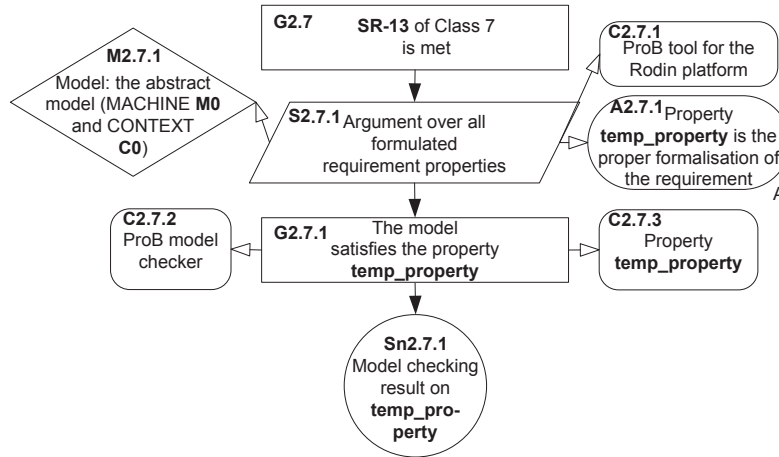 G2.7
SR-13 of Class 7
is met
M2.7.1
Model: the abstract
model (MACHINE M0
and CONTEXT
C0)
C2.7.1
ProB tool for the
Rodin platform
S2.7.1
Argument over all
formulated
requirement properties
A2.7.1
Property
temp_property is the
proper formalisation of
the requirement
A
C2.7.2
ProB model
checker
G2.7.1
The model
satisfies the property
temp_property
C2.7.3
Property
temp_property
Sn2.7.1
Model checking
result on
temp_pro-
perty